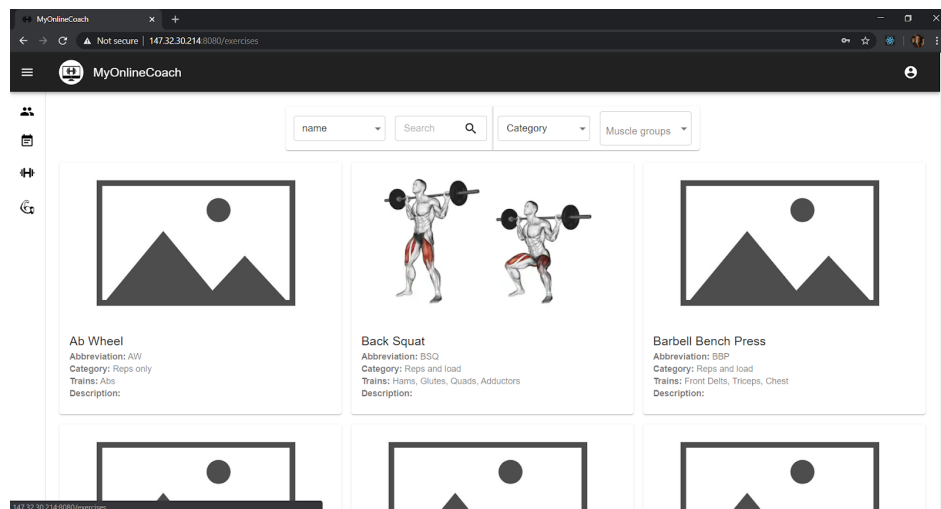 MyOnlineCoach
Not secure | 147.32.30.214:8080/exercises
MyOnlineCoach
name
Search
Category
Muscle groups
Ab Wheel
Abbreviation: AW
Category: Reps only
Trains: Abs
Description:
Back Squat
Abbreviation: BSQ
Category: Reps and load
Trains: Hams, Glutes, Quads, Adductors
Description:
Barbell Bench Press
Abbreviation: BBP
Category: Reps and load
Trains: Front Delts, Triceps, Chest
Description:
147.32.30.214:8080/exercises